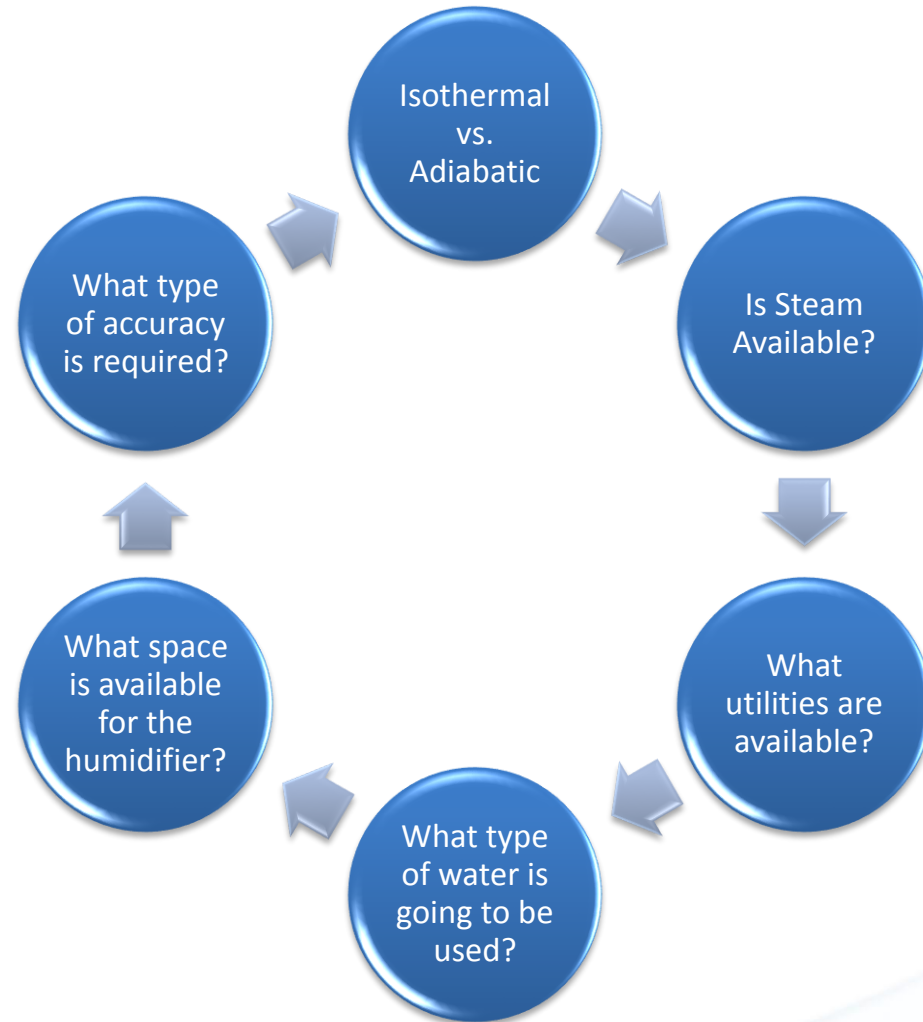 Isothermal
vs.
Adiabatic
Is Steam
Available?
What
utilities are
available?
What type
of water is
going to be
used?
What space
is available
for the
humidifier?
What type
of accuracy
is required?